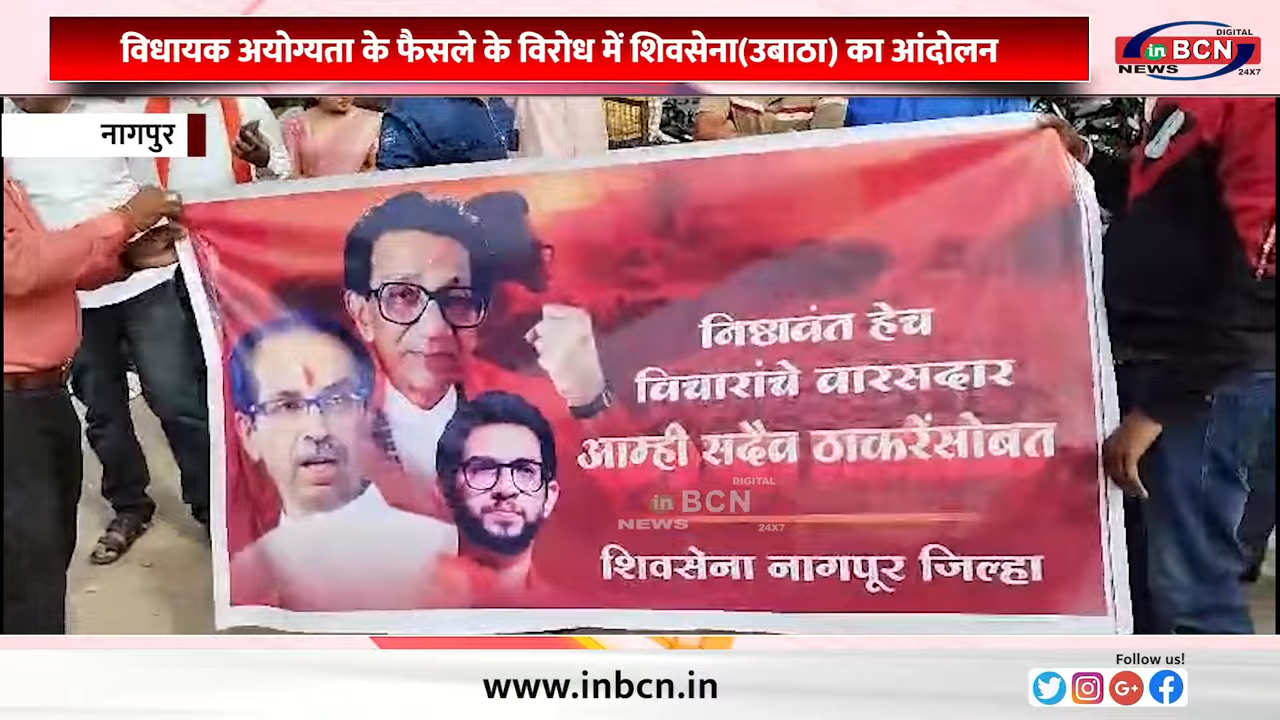 विधायक अयोग्यता के फैसले के विरोध में शिवसेना(उबाठा) का आंदोलन
DIGITAL
in BCN
NEWS 24X7
नागपुर
निष्ठावंत हेच
विचारांचे वारसदार
आम्ही सदैव ठाकरेंसोबत
DIGITAL
in BCN
NEWS 24X7
शिवसेना नागपूर जिल्हा
Follow us!
www.inbcn.in